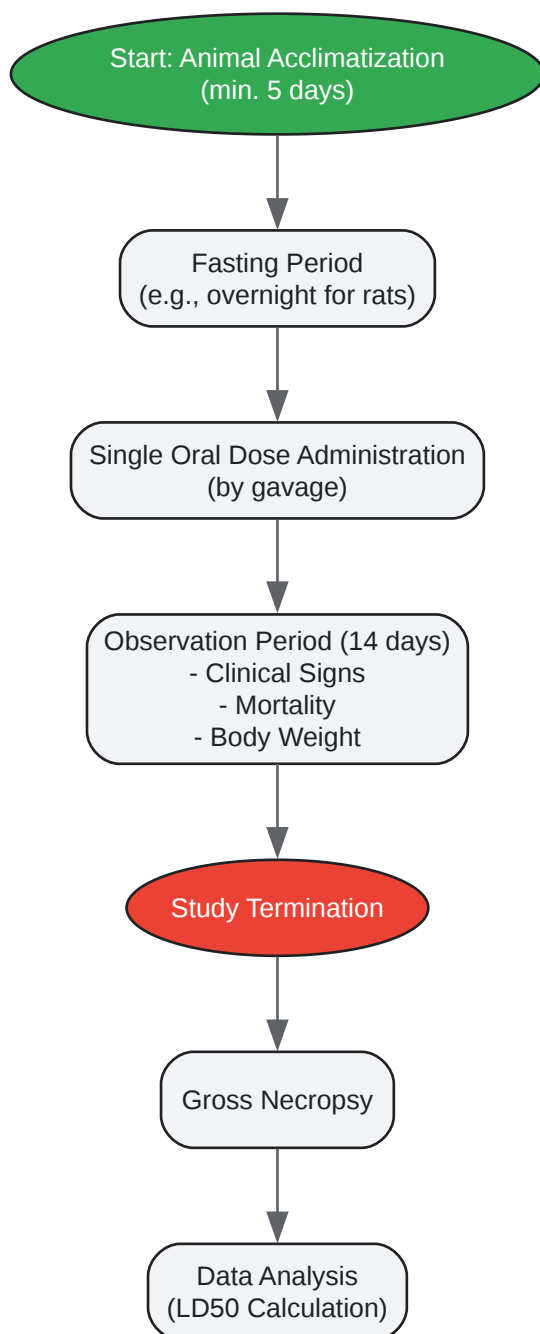 Start: Animal Acclimatization
(min. 5 days)
Fasting Period
(e.g., overnight for rats)
Single Oral Dose Administration
(by gavage)
Observation Period (14 days)
- Clinical Signs
- Mortality
- Body Weight
Study Termination
Gross Necropsy
Data Analysis
(LD50 Calculation)